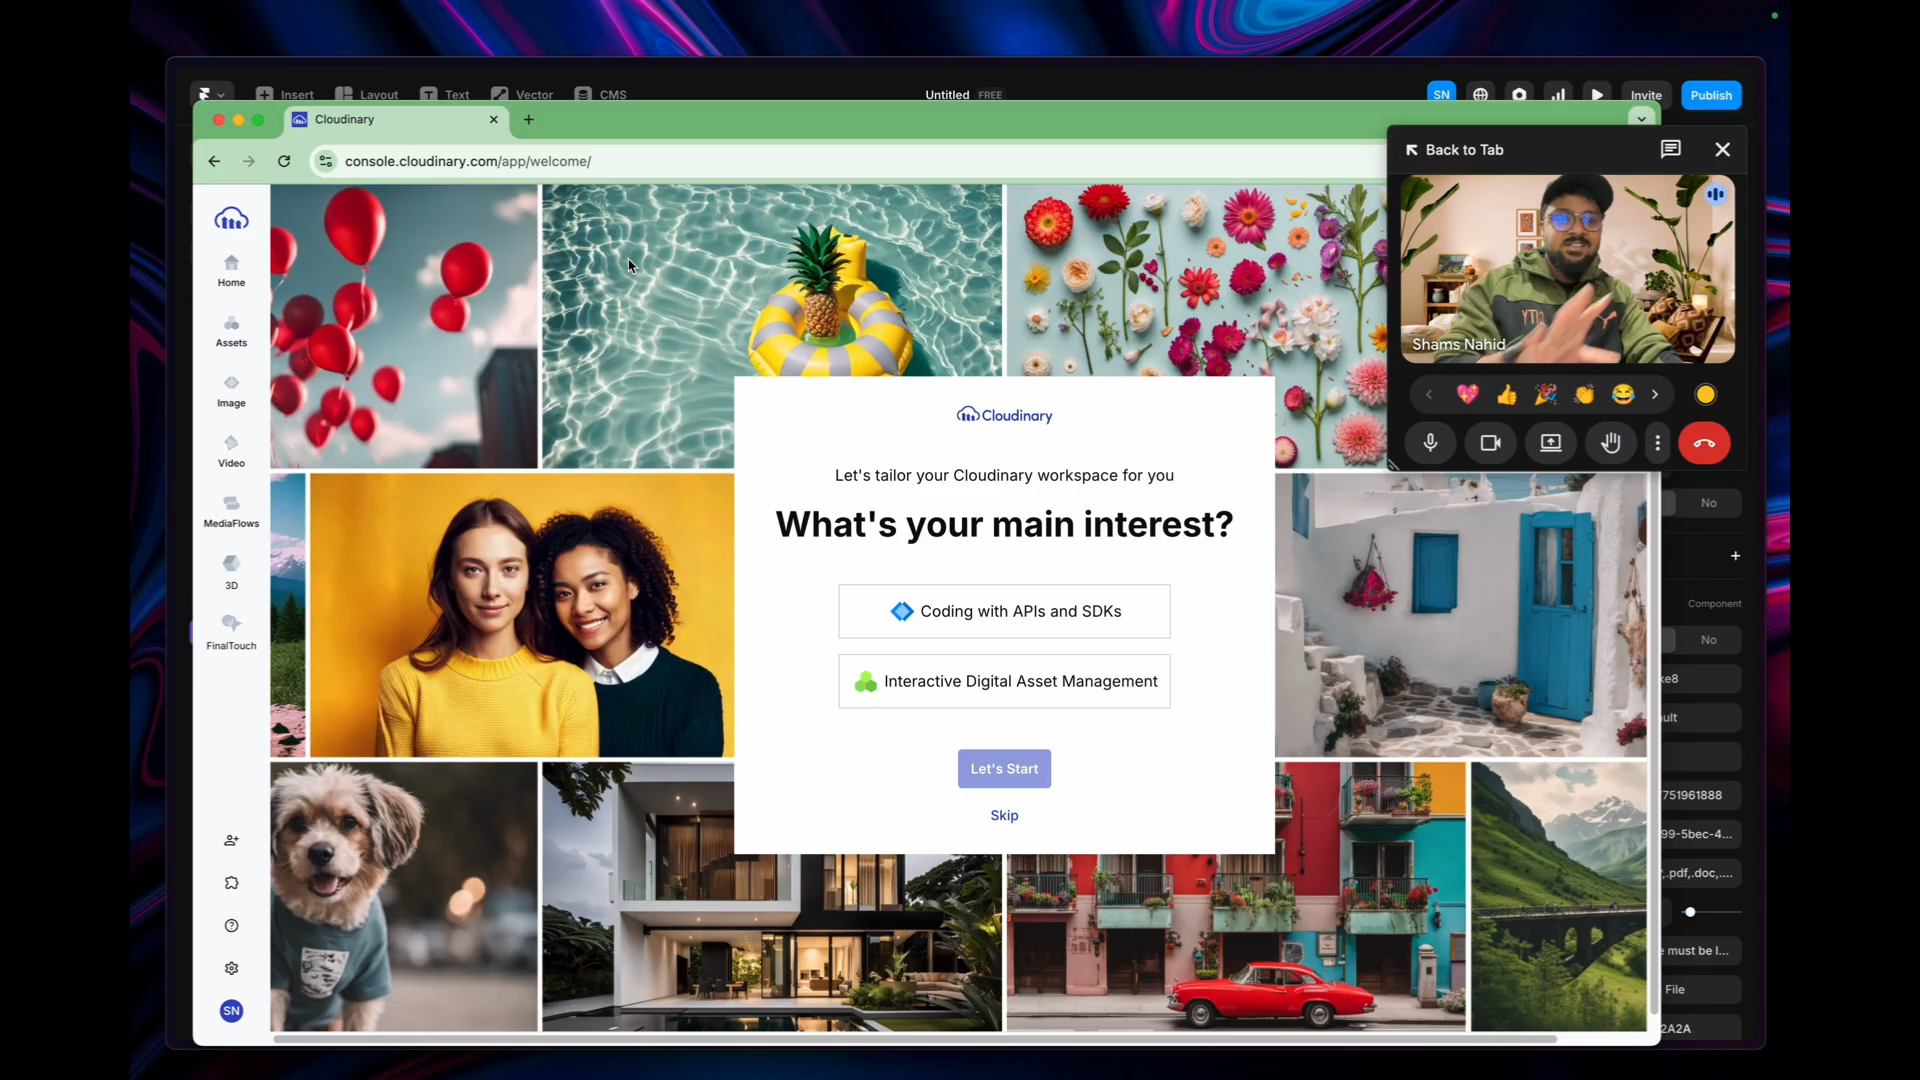 Insert
Layout
Text
Vector
CMS
Untitled FREE
SN
Invite
Publish
Cloudinary
console.cloudinary.com/app/welcome/
Back to Tab
Shams Nahid
Home
Assets
Image
Video
MediaFlows
3D
FinalTouch
SN
Cloudinary
Let's tailor your Cloudinary workspace for you
What's your main interest?
Coding with APIs and SDKs
Interactive Digital Asset Management
Let's Start
Skip
No
Component
No
ke8
ult
751961888
99-5bec-4...
,.pdf,.doc,....
e must be l...
File
2A2A